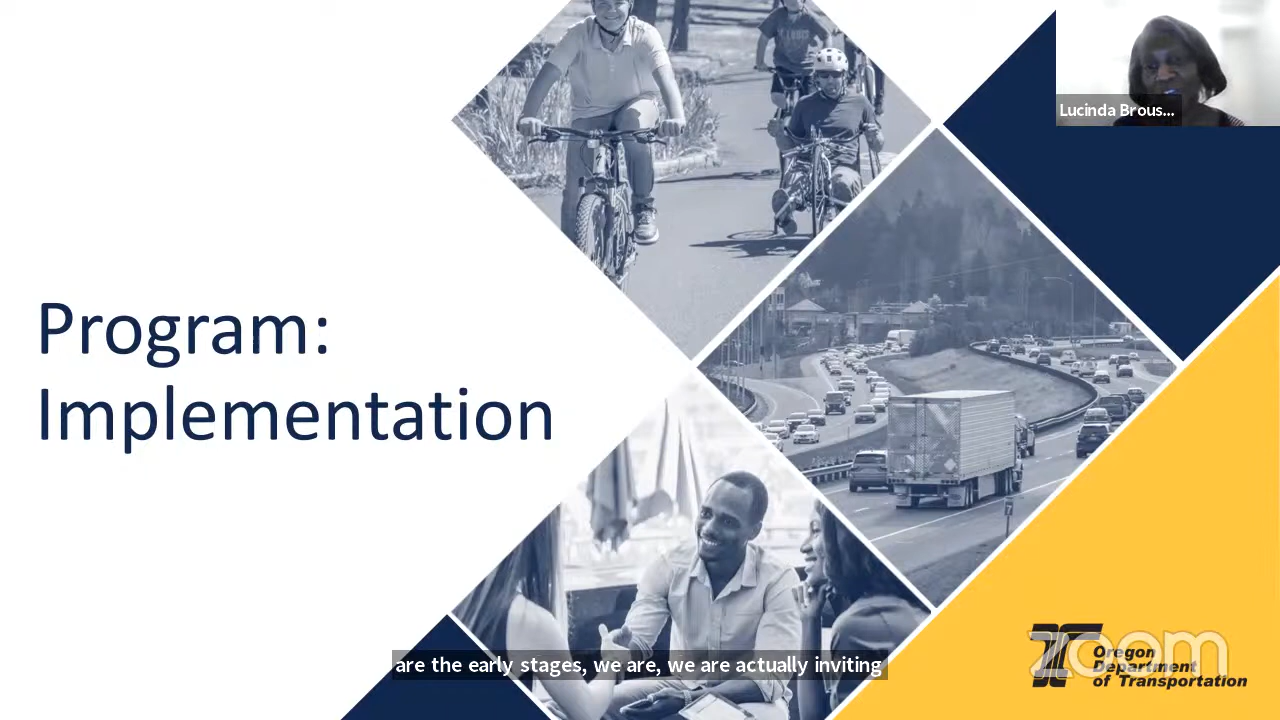 Lucinda Brous...
Program:
Implementation
are the early stages, we are, we are actually inviting
zoom
Oregon
Department
of Transportation